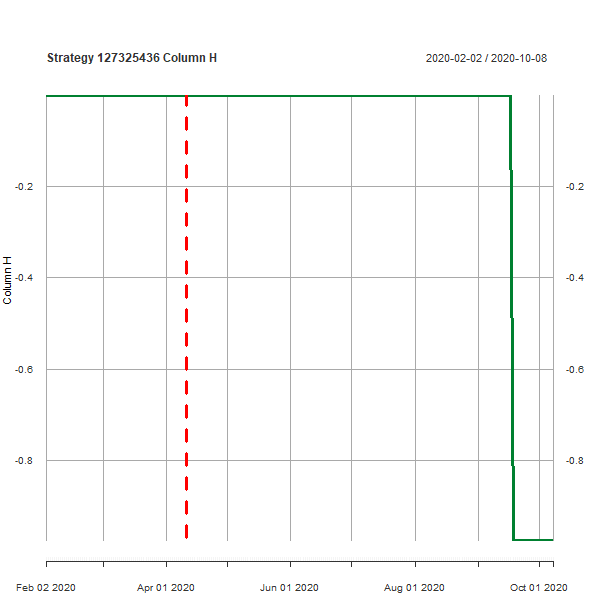 Strategy 127325436 Column H
2020-02-02 / 2020-10-08
-0.2
-0.4
-0.6
-0.8
Column H
-0.2
-0.4
-0.6
-0.8
Feb 02 2020
Apr 01 2020
Jun 01 2020
Aug 01 2020
Oct 01 2020